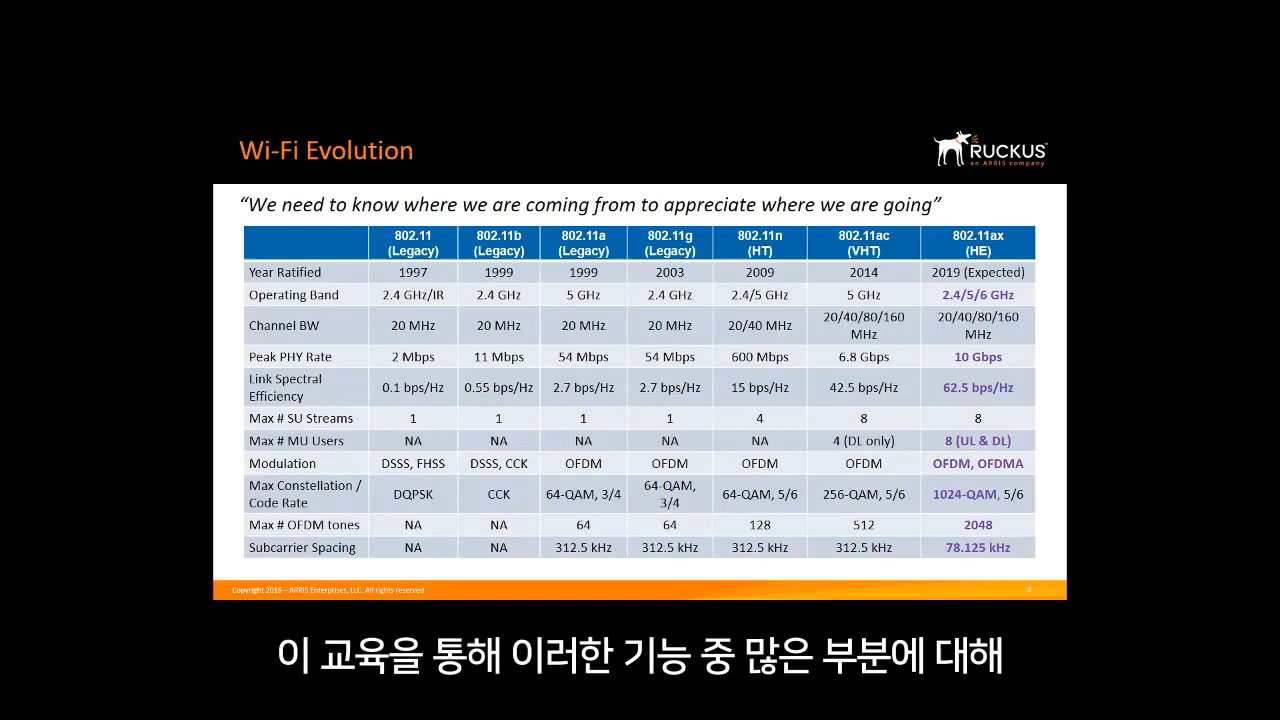 Wi-Fi Evolution
RUCKUS™
an ARRIS company
“We need to know where we are coming from to appreciate where we are going”
802.11 (Legacy) 802.11b (Legacy) 802.11a (Legacy) 802.11g (Legacy) 802.11n (HT) 802.11ac (VHT) 802.11ax (HE)
Year Ratified 1997 1999 1999 2003 2009 2014 2019 (Expected)
Operating Band 2.4 GHz/IR 2.4 GHz 5 GHz 2.4 GHz 2.4/5 GHz 5 GHz 2.4/5/6 GHz
Channel BW 20 MHz 20 MHz 20 MHz 20 MHz 20/40 MHz 20/40/80/160 MHz 20/40/80/160 MHz
Peak PHY Rate 2 Mbps 11 Mbps 54 Mbps 54 Mbps 600 Mbps 6.8 Gbps 10 Gbps
Link Spectral Efficiency 0.1 bps/Hz 0.55 bps/Hz 2.7 bps/Hz 2.7 bps/Hz 15 bps/Hz 42.5 bps/Hz 62.5 bps/Hz
Max # SU Streams 1 1 1 1 4 8 8
Max # MU Users NA NA NA NA NA 4 (DL only) 8 (UL & DL)
Modulation DSSS, FHSS DSSS, CCK OFDM OFDM OFDM OFDM OFDM, OFDMA
Max Constellation / Code Rate DQPSK CCK 64-QAM, 3/4 64-QAM, 3/4 64-QAM, 5/6 256-QAM, 5/6 1024-QAM, 5/6
Max # OFDM tones NA NA 64 64 128 512 2048
Subcarrier Spacing NA NA 312.5 kHz 312.5 kHz 312.5 kHz 312.5 kHz 78.125 kHz
Copyright 2018 – ARRIS Enterprises, LLC. All rights reserved
이 교육을 통해 이러한 기능 중 많은 부분에 대해